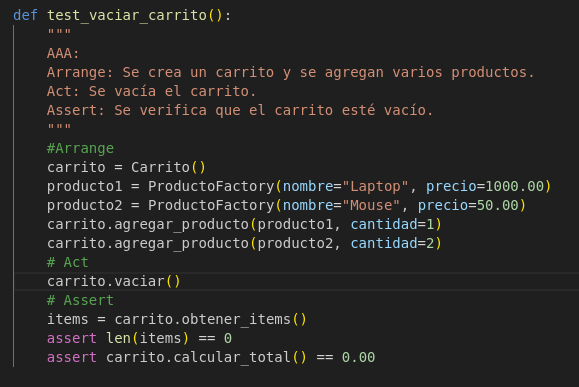 def test_vaciar_carrito():
    """
    AAA:
    Arrange: Se crea un carrito y se agregan varios productos.
    Act: Se vacía el carrito.
    Assert: Se verifica que el carrito esté vacío.
    """
    #Arrange
    carrito = Carrito()
    producto1 = ProductoFactory(nombre="Laptop", precio=1000.00)
    producto2 = ProductoFactory(nombre="Mouse", precio=50.00)
    carrito.agregar_producto(producto1, cantidad=1)
    carrito.agregar_producto(producto2, cantidad=2)
    # Act
    carrito.vaciar()
    # Assert
    items = carrito.obtener_items()
    assert len(items) == 0
    assert carrito.calcular_total() == 0.00